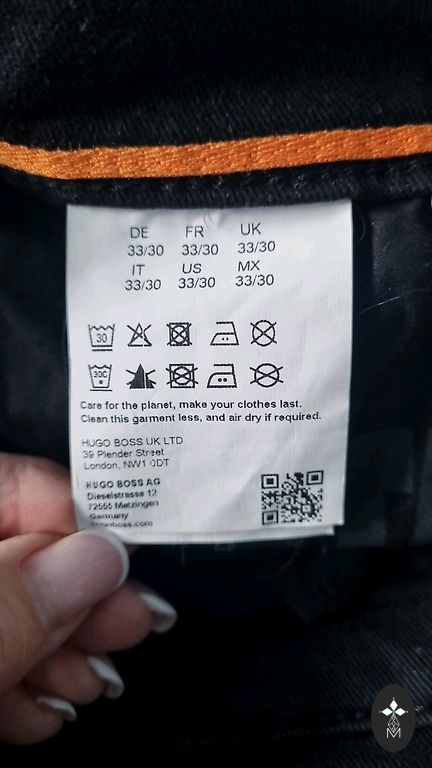 DE FR UK
33/30 33/30 33/30
IT US MX
33/30 33/30 33/30
30
30C
Care for the planet, make your clothes last.
Clean this garment less, and air dry if required.
HUGO BOSS UK LTD
39 Plender Street
London, NW1 0DT
HUGO BOSS AG
Dieselstrasse 12
72555 Metzingen
Germany
hugoboss.com
M